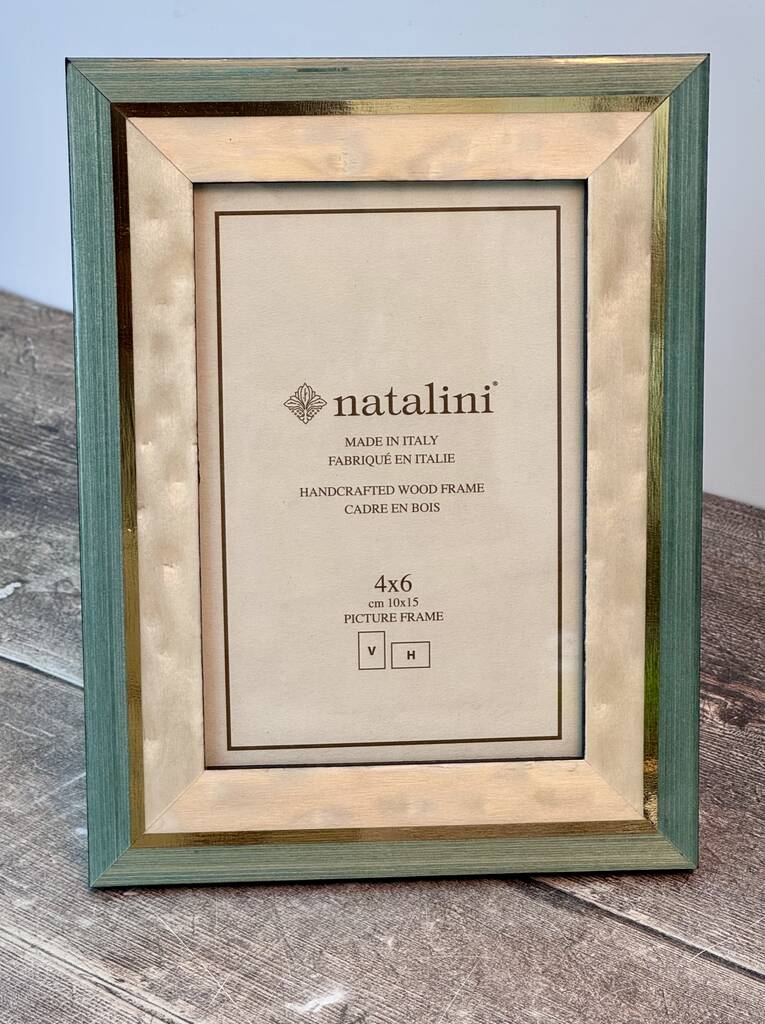 natalini®
MADE IN ITALY
FABRIQUÉ EN ITALIE
HANDCRAFTED WOOD FRAME
CADRE EN BOIS
4x6
cm 10x15
PICTURE FRAME
V H